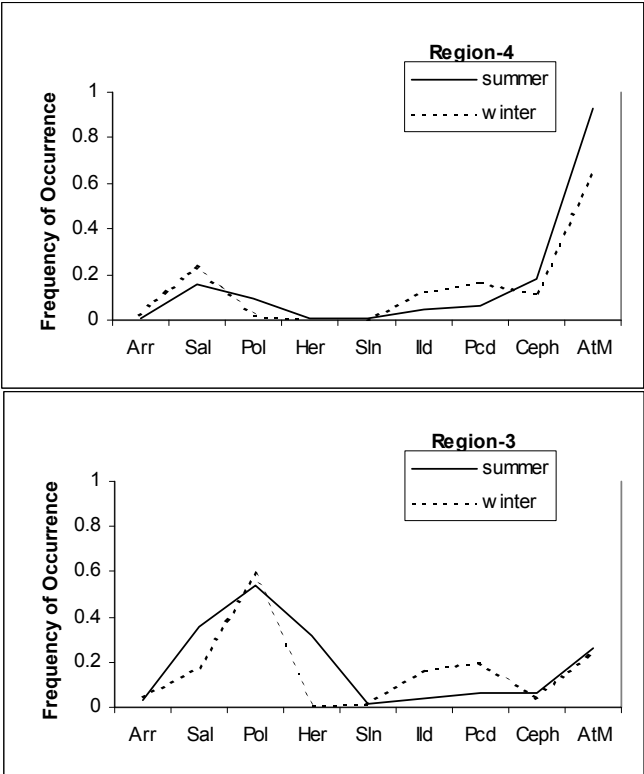 Region-4
summer
winter
Frequency of Occurrence
1
0.8
0.6
0.4
0.2
0
Arr Sal Pol Her Sln Ild Pcd Ceph AtM
Region-3
summer
winter
Frequency of Occurrence
1
0.8
0.6
0.4
0.2
0
Arr Sal Pol Her Sln Ild Pcd Ceph AtM